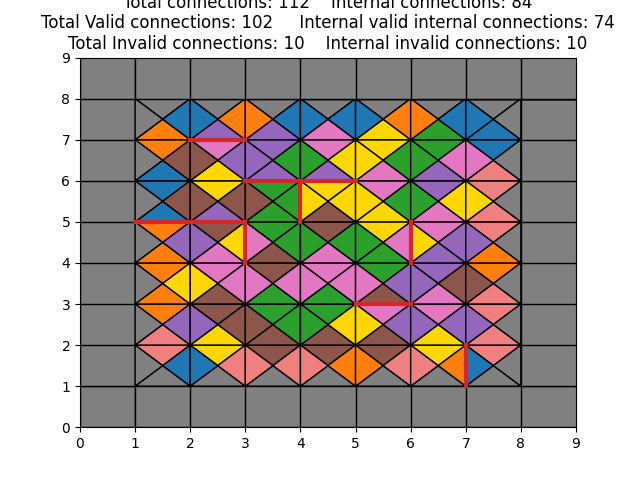 Total connections: 112    Internal connections: 84
Total Valid connections: 102     Internal valid internal connections: 74
Total Invalid connections: 10    Internal invalid connections: 10
9
8
7
6
5
4
3
2
1
0
0 1 2 3 4 5 6 7 8 9